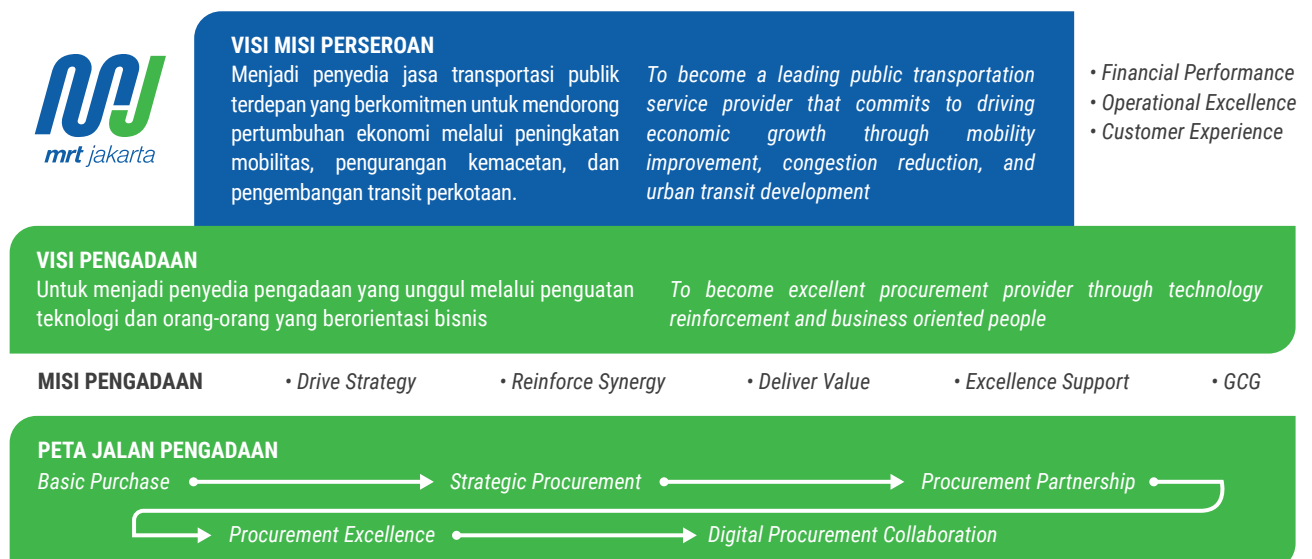 mrt jakarta
VISI MISI PERSEROAN
Menjadi penyedia jasa transportasi publik
terdepan yang berkomitmen untuk mendorong
pertumbuhan ekonomi melalui peningkatan
mobilitas, pengurangan kemacetan, dan
pengembangan transit perkotaan.
To become a leading public transportation
service provider that commits to driving
economic growth through mobility
improvement, congestion reduction, and
urban transit development
• Financial Performance
• Operational Excellence
• Customer Experience
VISI PENGADAAN
Untuk menjadi penyedia pengadaan yang unggul melalui penguatan
teknologi dan orang-orang yang berorientasi bisnis
To become excellent procurement provider through technology
reinforcement and business oriented people
MISI PENGADAAN • Drive Strategy • Reinforce Synergy • Deliver Value • Excellence Support • GCG
PETA JALAN PENGADAAN
Basic Purchase Strategic Procurement Procurement Partnership
Procurement Excellence Digital Procurement Collaboration